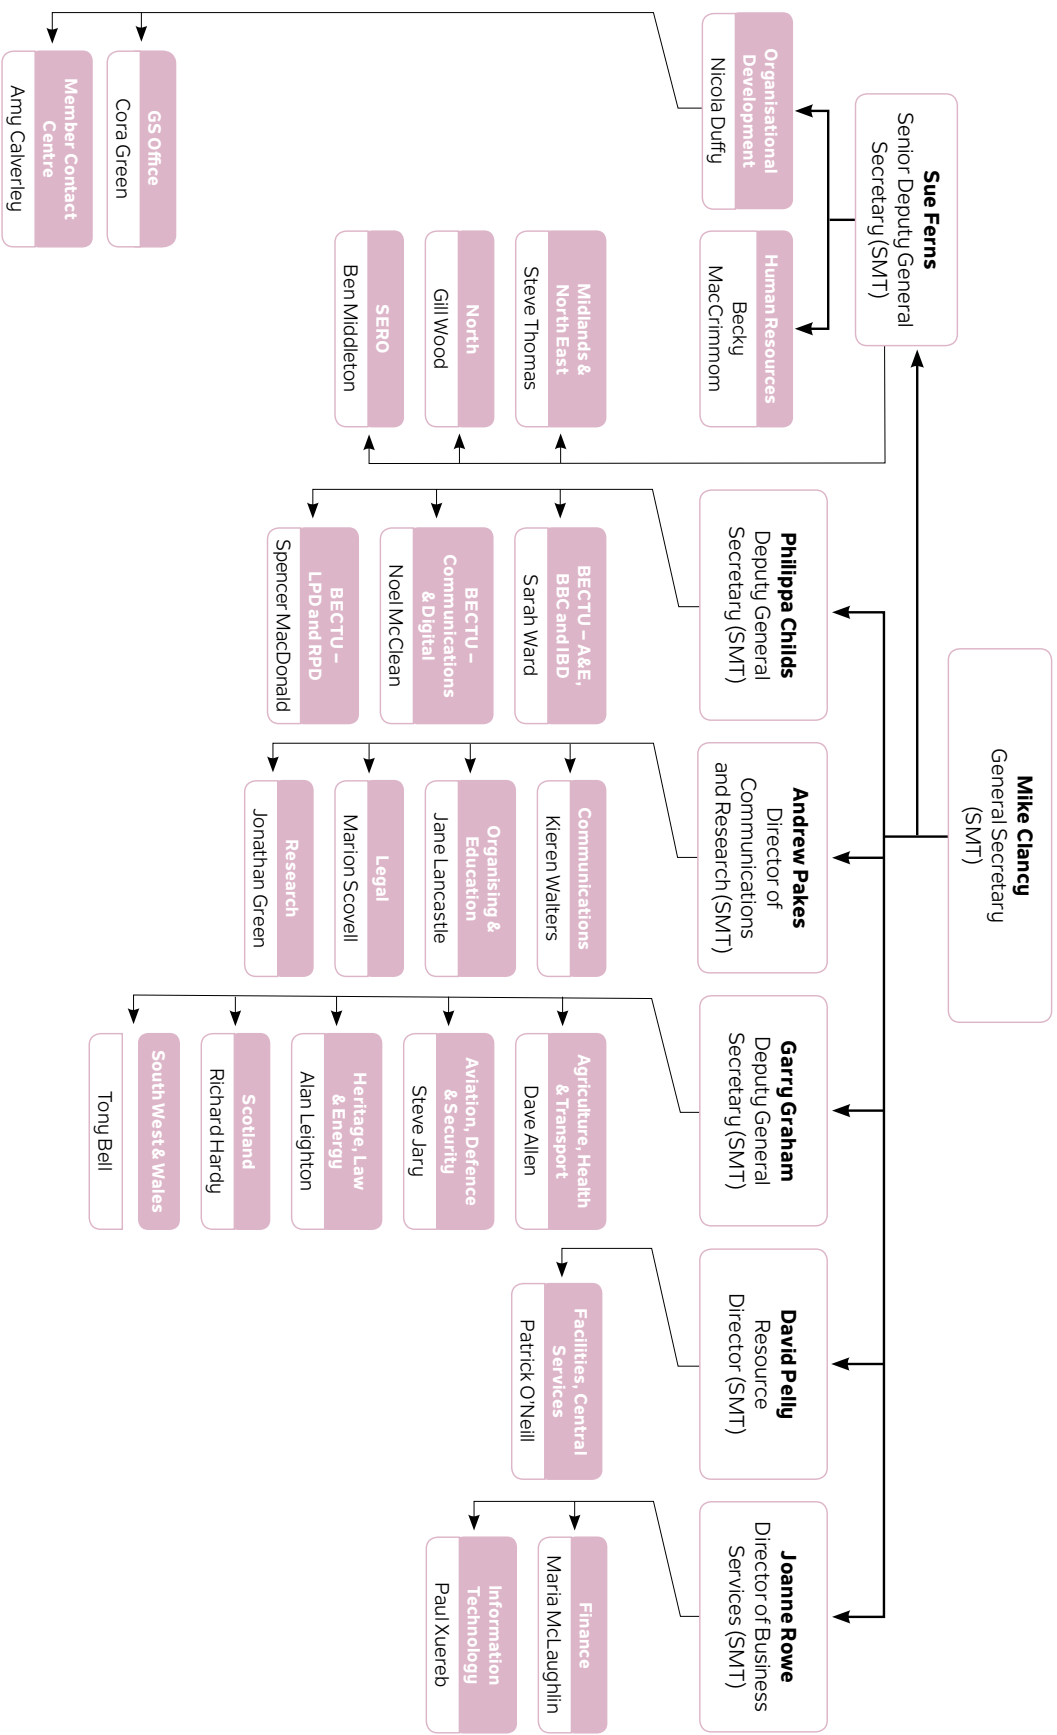 Mike Clancy
General Secretary
(SMT)
Sue Ferns
Senior Deputy General
Secretary (SMT)
Organisational
Development
Nicola Duffy
Human Resources
Becky
MacCrimmom
GS Office
Cora Green
Member Contact
Centre
Amy Calverley
Midlands &
North East
Steve Thomas
North
Gill Wood
SERO
Ben Middleton
Philippa Childs
Deputy General
Secretary (SMT)
BECTU – A&E,
BBC and IBD
Sarah Ward
BECTU –
Communications
& Digital
Noel McClean
BECTU –
LPD and RPD
Spencer MacDonald
Andrew Pakes
Director of
Communications
and Research (SMT)
Communications
Kieren Walters
Organising &
Education
Jane Lancastle
Legal
Marion Scovell
Research
Jonathan Green
Garry Graham
Deputy General
Secretary (SMT)
Agriculture, Health
& Transport
Dave Allen
Aviation, Defence
& Security
Steve Jary
Heritage, Law
& Energy
Alan Leighton
Scotland
Richard Hardy
South West & Wales
Tony Bell
David Pelly
Resource
Director (SMT)
Facilities, Central
Services
Patrick O'Neill
Joanne Rowe
Director of Business
Services (SMT)
Finance
Maria McLaughlin
Information
Technology
Paul Xuereb